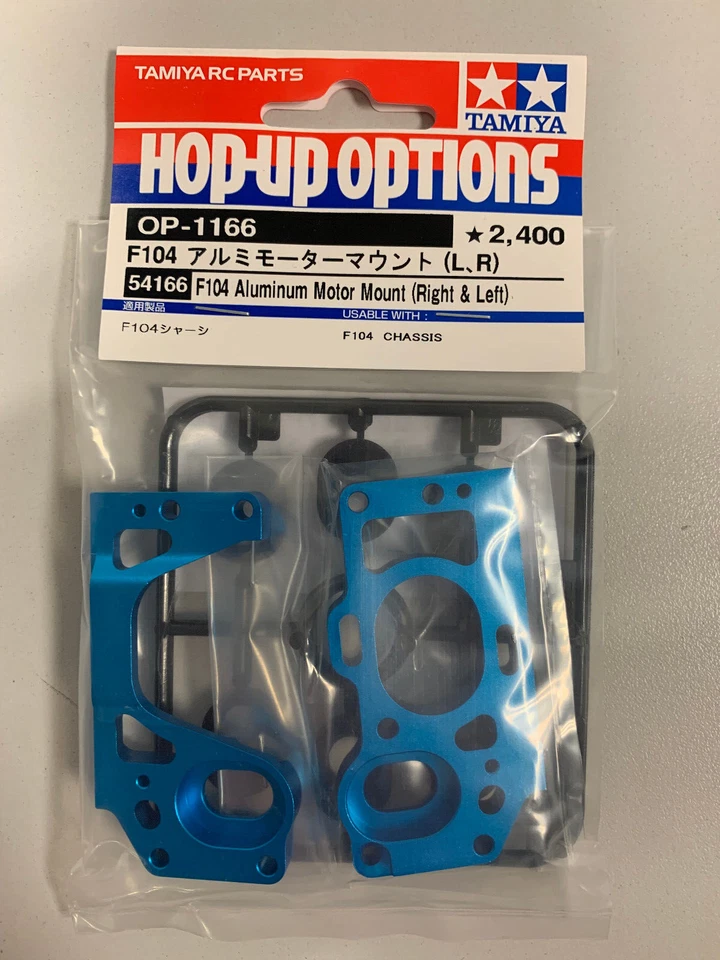 TAMIYA RC PARTS
TAMIYA
HOP-UP OPTIONS
OP-1166
★2,400
F104 アルミモーターマウント (L、R)
54166 F104 Aluminum Motor Mount (Right & Left)
適用製品
USABLE WITH :
F104シャーシ
F104 CHASSIS